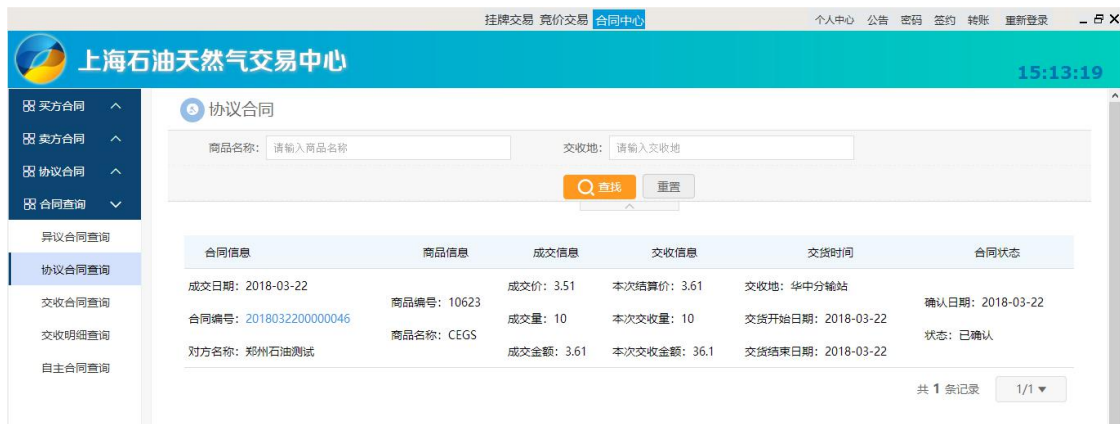 挂牌交易 竞价交易 合同中心 个人中心 公告 密码 签约 转账 重新登录
上海石油天然气交易中心
15:13:19
买方合同
卖方合同
协议合同
合同查询
异议合同查询
协议合同查询
交收合同查询
交收明细查询
自主合同查询
协议合同
商品名称: 请输入商品名称 交收地: 请输入交收地
查找 重置
合同信息 商品信息 成交信息 交收信息 交货时间 合同状态
成交日期: 2018-03-22
合同编号: 2018032200000046
对方名称: 郑州石油测试
商品编号: 10623
商品名称: CEGS
成交价: 3.51
成交量: 10
成交金额: 3.61
本次结算价: 3.61
本次交收量: 10
本次交收金额: 36.1
交收地: 华中分输站
交货开始日期: 2018-03-22
交货结束日期: 2018-03-22
确认日期: 2018-03-22
状态: 已确认
共 1 条记录 1/1